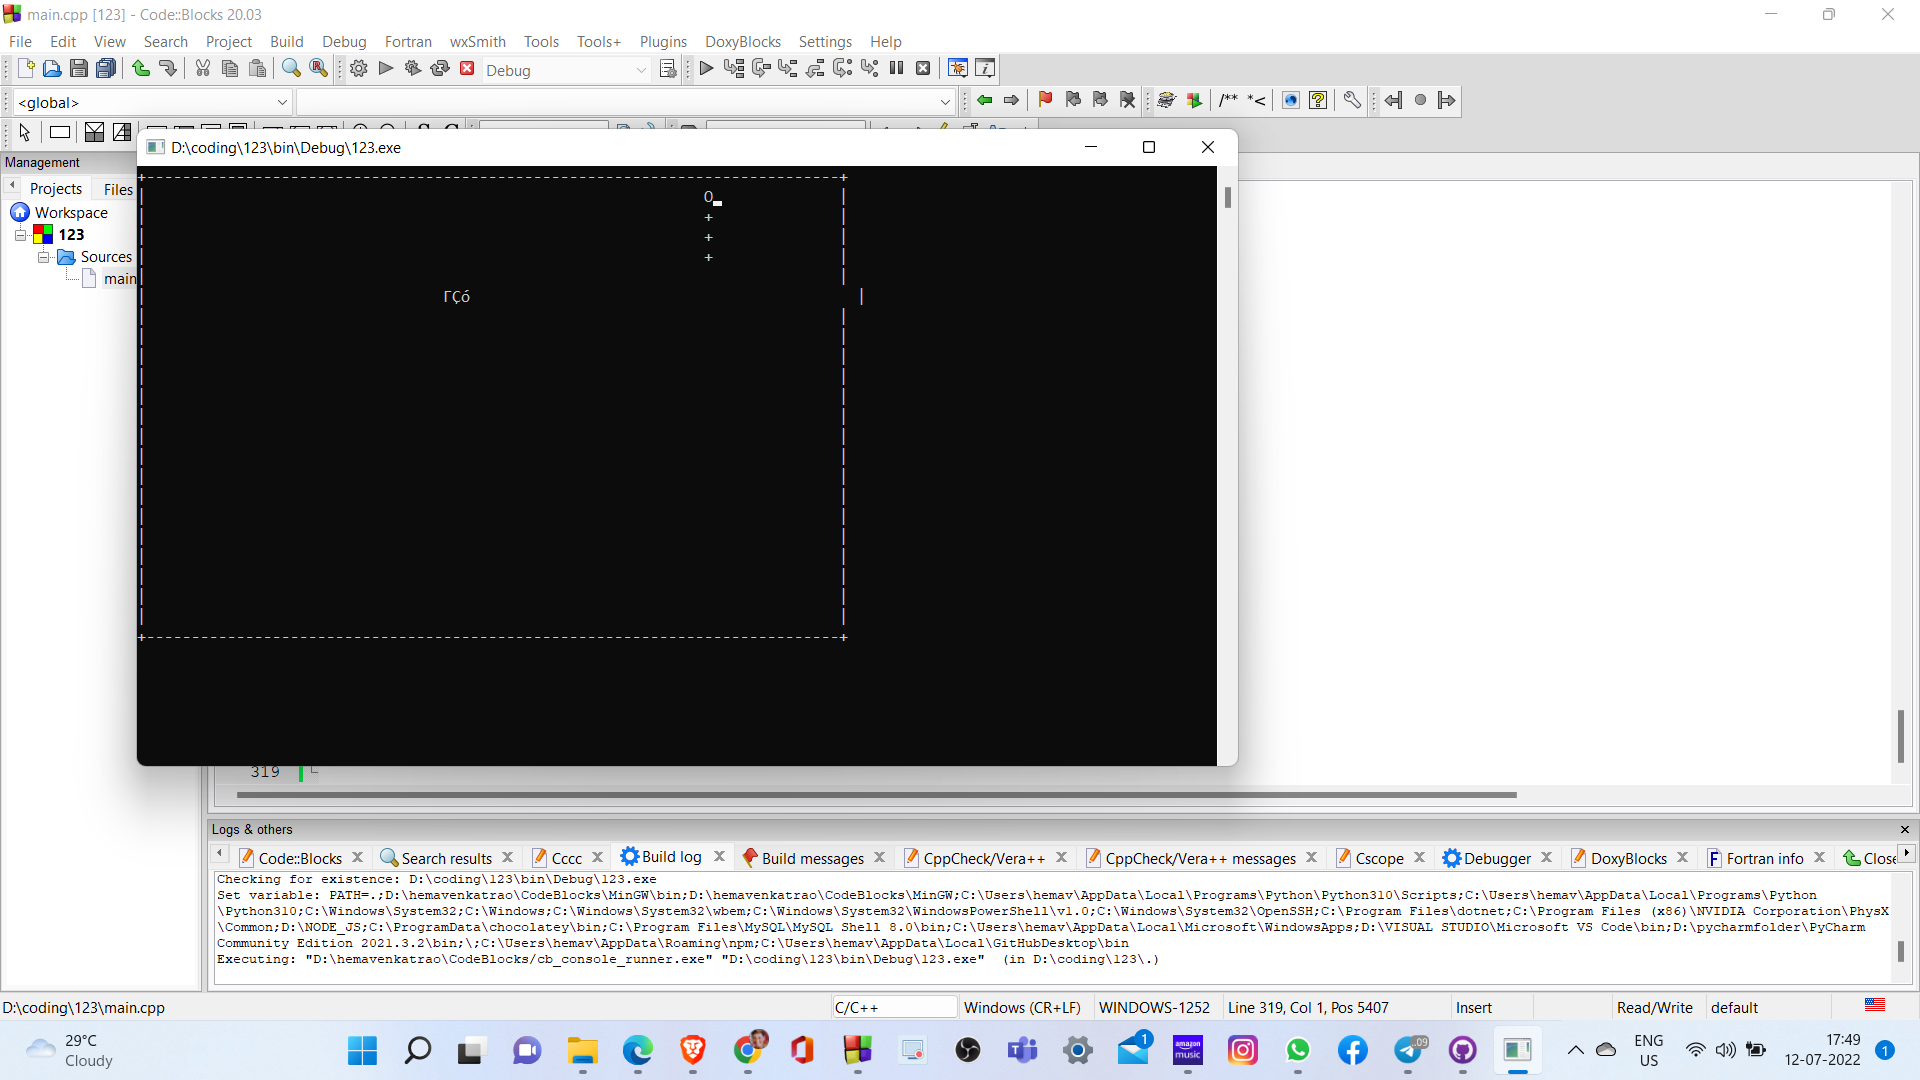 main.cpp [123] - Code::Blocks 20.03
File Edit View Search Project Build Debug Fortran wxSmith Tools Tools+ Plugins DoxyBlocks Settings Help
Debug
<global>
/** *<
D:\coding\123\bin\Debug\123.exe
Management
Projects Files
Workspace
123
Sources
main
O
+
+
+
ΓÇó
319
Logs & others
Code::Blocks Search results Cccc Build log Build messages CppCheck/Vera++ CppCheck/Vera++ messages Cscope Debugger DoxyBlocks Fortran info Close
Checking for existence: D:\coding\123\bin\Debug\123.exe
Set variable: PATH=.;D:\hemavenkatrao\CodeBlocks\MinGW\bin;D:\hemavenkatrao\CodeBlocks\MinGW;C:\Users\hemav\AppData\Local\Programs\Python\Python310\Scripts;C:\Users\hemav\AppData\Local\Programs\Python
\Python310;C:\Windows\System32;C:\Windows;C:\Windows\System32\wbem;C:\Windows\System32\WindowsPowerShell\v1.0;C:\Windows\System32\OpenSSH;C:\Program Files\dotnet;C:\Program Files (x86)\NVIDIA Corporation\PhysX
\Common;D:\NODE_JS;C:\ProgramData\chocolatey\bin;C:\Program Files\MySQL\MySQL Shell 8.0\bin;C:\Users\hemav\AppData\Local\Microsoft\WindowsApps;D:\VISUAL STUDIO\Microsoft VS Code\bin;D:\pycharmfolder\PyCharm
Community Edition 2021.3.2\bin;\;C:\Users\hemav\AppData\Roaming\npm;C:\Users\hemav\AppData\Local\GitHubDesktop\bin
Executing: "D:\hemavenkatrao\CodeBlocks/cb_console_runner.exe" "D:\coding\123\bin\Debug\123.exe" (in D:\coding\123\.)
D:\coding\123\main.cpp C/C++ Windows (CR+LF) WINDOWS-1252 Line 319, Col 1, Pos 5407 Insert Read/Write default
29°C
Cloudy
amazon music
1
.09
ENG
US
17:49
12-07-2022
1